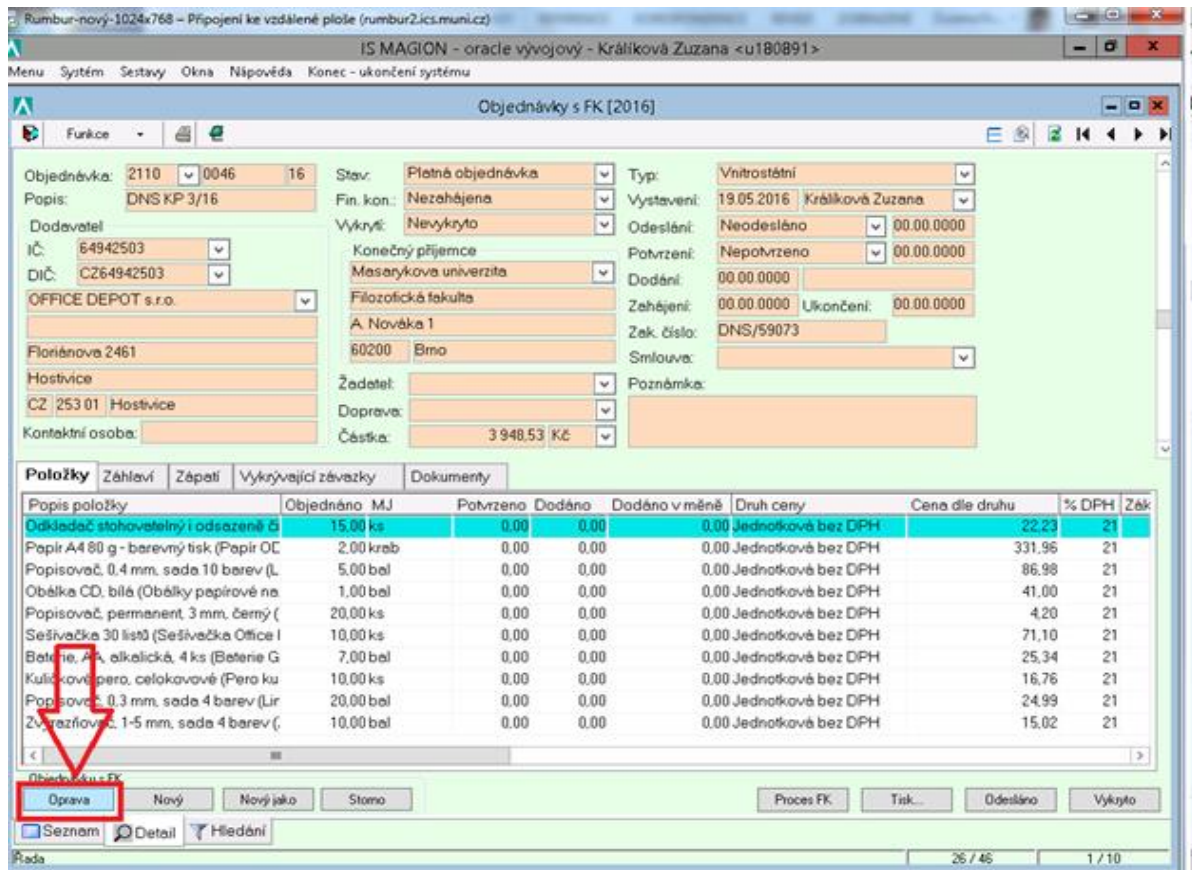 Rumbur-nový-1024x768 – Připojení ke vzdálené ploše (rumbur2.ics.muni.cz)
IS MAGION - oracle vývojový - Králíková Zuzana <u180891>
Menu Systém Sestavy Okna Nápověda Konec - ukončení systému
Objednávky s FK [2016]
Funkce
Objednávka: 2110 0046 16 Stav: Platná objednávka Typ: Vnitrostátní
Popis: DNS KP 3/16 Fin. kon.: Nezahájena Vystavení: 19.05.2016 Králíková Zuzana
Dodavatel Vykrytí: Nevykryto Odeslání: Neodesláno 00.00.0000
IČ: 64942503 Konečný příjemce Potvrzení: Nepotvrzeno 00.00.0000
DIČ: CZ64942503 Masarykova univerzita Dodání: 00.00.0000
OFFICE DEPOT s.r.o. Filozofická fakulta Zahájení: 00.00.0000 Ukončení: 00.00.0000
A. Nováka 1 Zak. číslo: DNS/59073
Floriánova 2461 60200 Brno Smlouva:
Hostivice Žadatel: Poznámka:
CZ 253 01 Hostivice Doprava:
Kontaktní osoba: Částka: 3 948,53 Kč
Položky Záhlaví Zápatí Vykrývající závazky Dokumenty
Popis položky Objednáno MJ Potvrzeno Dodáno Dodáno v měně Druh ceny Cena dle druhu % DPH Zák
Odkladač stohovatelný i odsazeně či 15,00 ks 0,00 0,00 0,00 Jednotková bez DPH 22,23 21
Papír A4 80 g - barevný tisk (Papír OD 2,00 krab 0,00 0,00 0,00 Jednotková bez DPH 331,96 21
Popisovač, 0,4 mm, sada 10 barev (L 5,00 bal 0,00 0,00 0,00 Jednotková bez DPH 86,98 21
Obálka CD, bílá (Obálky papírové na 1,00 bal 0,00 0,00 0,00 Jednotková bez DPH 41,00 21
Popisovač, permanent, 3 mm, černý ( 20,00 ks 0,00 0,00 0,00 Jednotková bez DPH 4,20 21
Sešívačka 30 listů (Sešívačka Office I 10,00 ks 0,00 0,00 0,00 Jednotková bez DPH 71,10 21
Baterie, AA, alkalická, 4 ks (Baterie G 7,00 bal 0,00 0,00 0,00 Jednotková bez DPH 25,34 21
Kuličkové pero, celokovové (Pero ku 10,00 ks 0,00 0,00 0,00 Jednotková bez DPH 16,76 21
Popisovač, 0,3 mm, sada 4 barev (Lir 20,00 bal 0,00 0,00 0,00 Jednotková bez DPH 24,99 21
Zvýrazňovač, 1-5 mm, sada 4 barev ( 10,00 bal 0,00 0,00 0,00 Jednotková bez DPH 15,02 21
Objednávku s FK
Oprava Nový Nový jako Storno Proces FK Tisk... Odesláno Vykryto
Seznam Detail Hledání
Řada 26 / 46 1 / 10